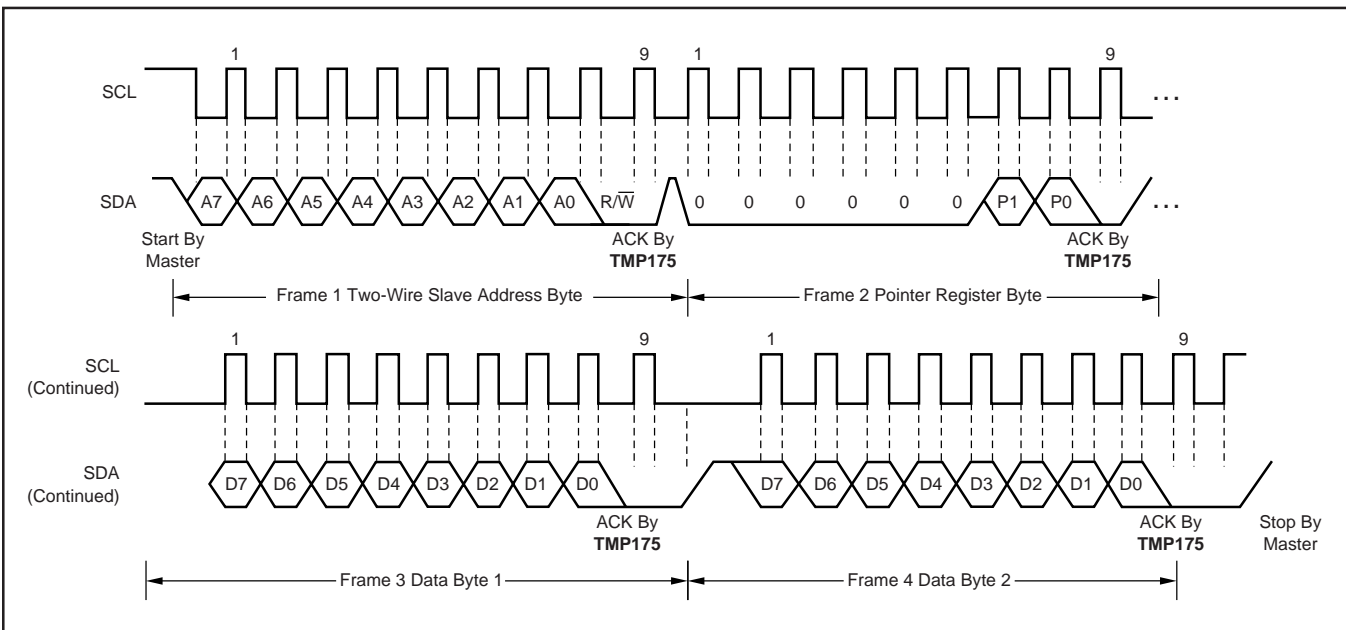 1 9 1 9
SCL ...
SDA A7 A6 A5 A4 A3 A2 A1 A0 R/W̅ 0 0 0 0 0 0 P1 P0 ...
Start By Master ACK By TMP175 ACK By TMP175
Frame 1 Two-Wire Slave Address Byte Frame 2 Pointer Register Byte
1 9 1 9
SCL (Continued)
SDA (Continued) D7 D6 D5 D4 D3 D2 D1 D0 D7 D6 D5 D4 D3 D2 D1 D0
ACK By TMP175 ACK By TMP175 Stop By Master
Frame 3 Data Byte 1 Frame 4 Data Byte 2